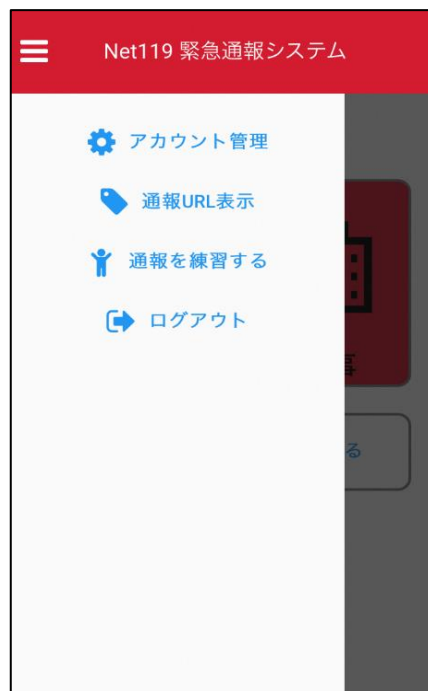 Net119 緊急通報システム
アカウント管理
通報URL表示
通報を練習する
ログアウト
る